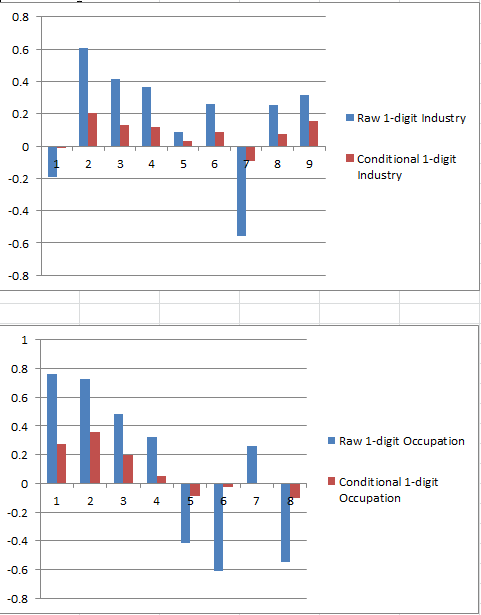 0.8
0.6
0.4
0.2
0
-0.2
-0.4
-0.6
-0.8
1 2 3 4 5 6 7 8 9
Raw 1-digit Industry
Conditional 1-digit
Industry
1
0.8
0.6
0.4
0.2
0
-0.2
-0.4
-0.6
-0.8
1 2 3 4 5 6 7 8
Raw 1-digit Occupation
Conditional 1-digit
Occupation